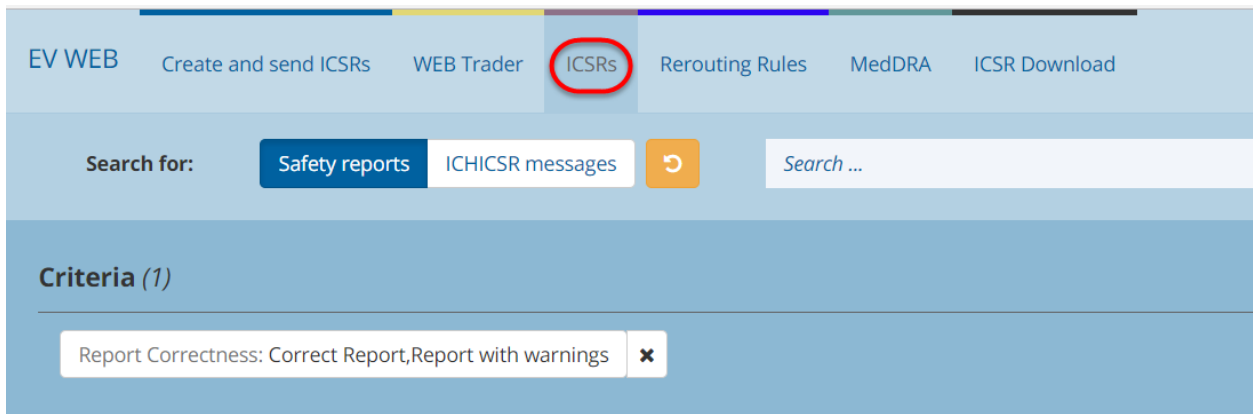 EV WEB Create and send ICSRs WEB Trader ICSRs Rerouting Rules MedDRA ICSR Download
Search for: Safety reports ICHICSR messages Search ...
Criteria (1)
Report Correctness: Correct Report,Report with warnings ✖